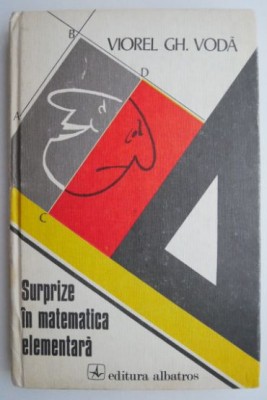 B
VIOREL GH. VODĂ
D
A
C
Surprize
în matematica
elementară
editura albatros